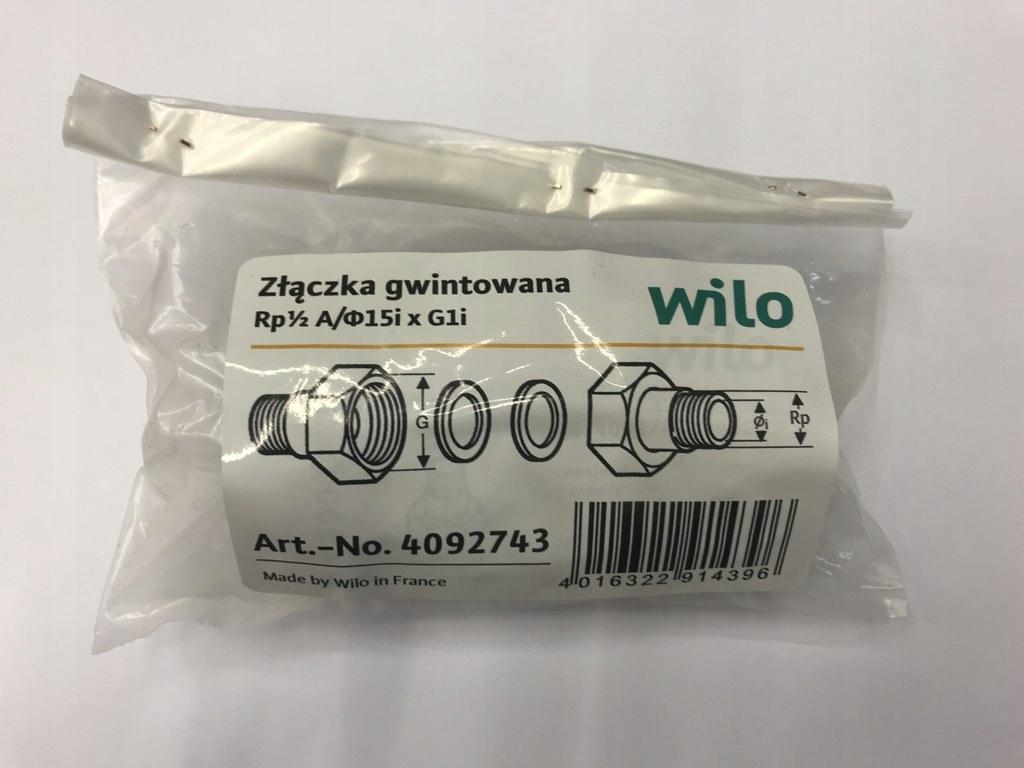 Złączka gwintowana
Rp½ A/Φ15i x G1i
wilo
G
Øi
Rp
Art.-No. 4092743
Made by Wilo in France
4 016322 914396